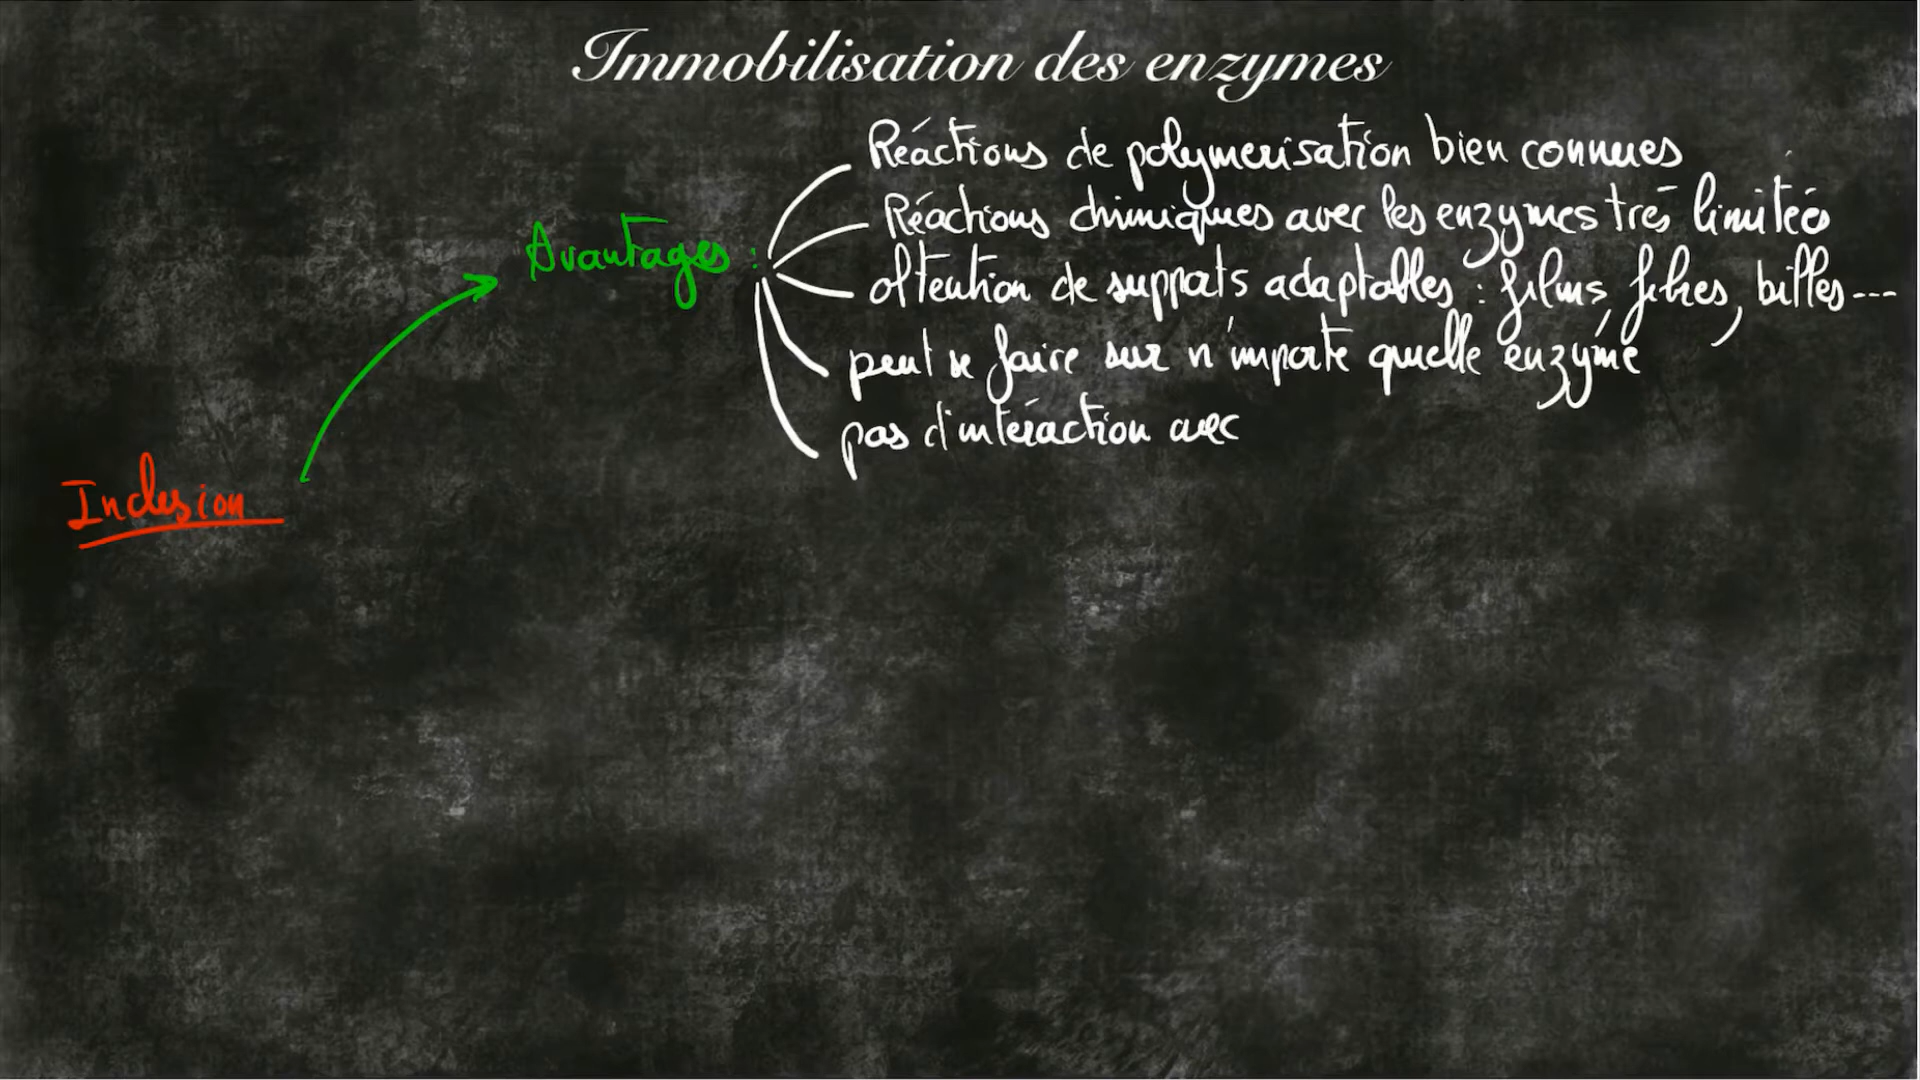 Immobilisation des enzymes
Réactions de polymerisation bien connues
Réactions chimiques avec les enzymes très limitées
Avantages :
obtention de supports adaptables : films, fibres, billes...
peut se faire sur n'importe quelle enzyme
pas d'intéraction avec
Inclusion